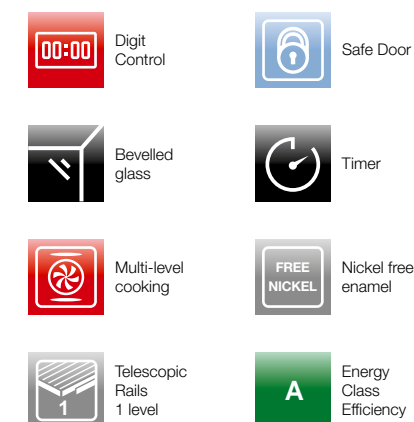 00:00
Digit
Control
Safe Door
Bevelled
glass
Timer
Multi-level
cooking
FREE
NICKEL
Nickel free
enamel
1
Telescopic
Rails
1 level
A
Energy
Class
Efficiency